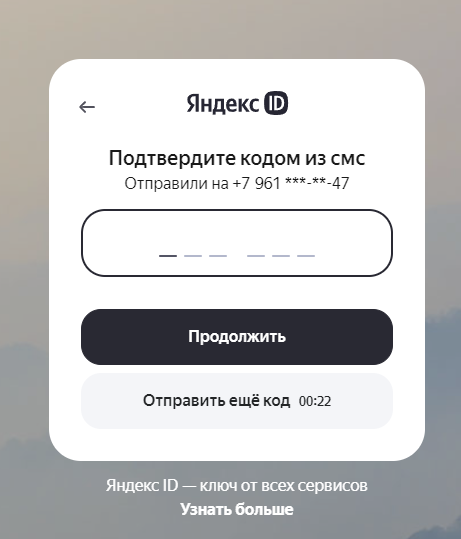 Яндекс ID
Подтвердите кодом из смс
Отправили на +7 961 ***-**-47
Продолжить
Отправить ещё код 00:22
Яндекс ID — ключ от всех сервисов
Узнать больше